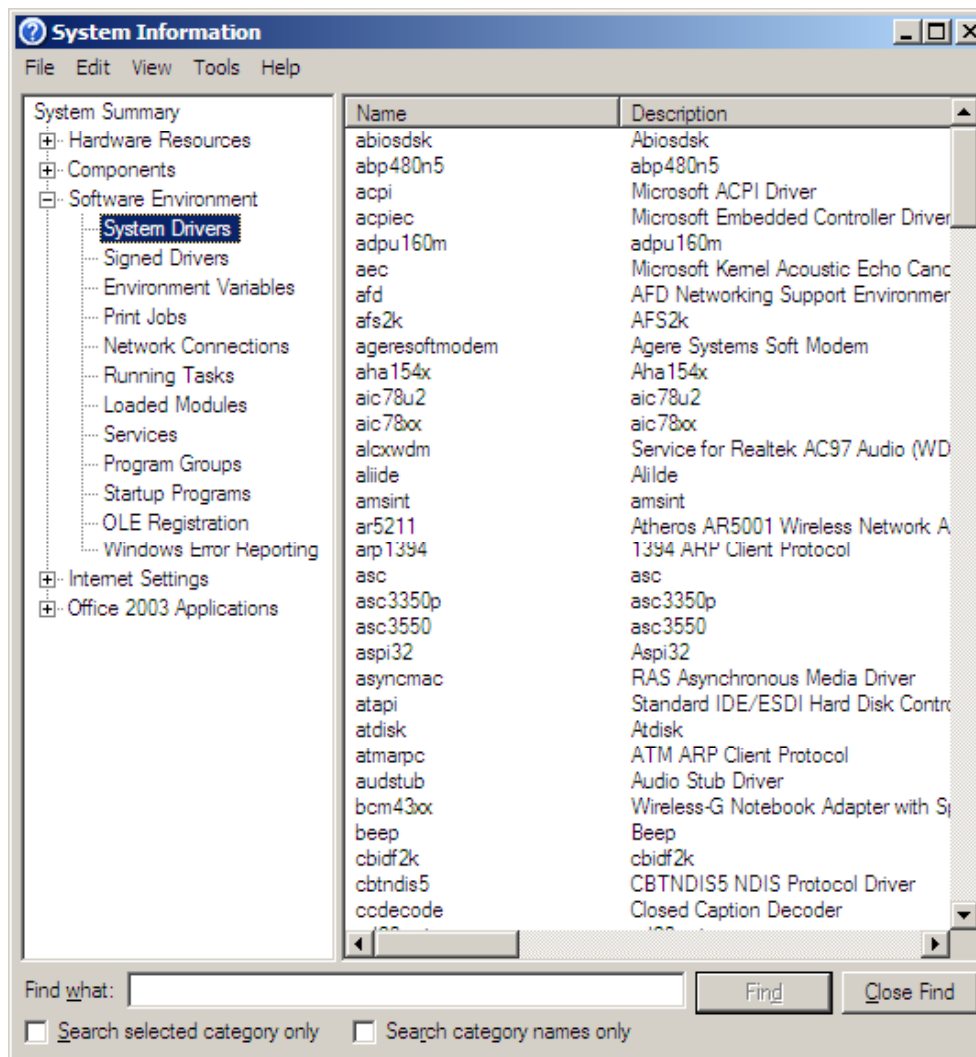 System Information
File Edit View Tools Help
System Summary
Hardware Resources
Components
Software Environment
System Drivers
Signed Drivers
Environment Variables
Print Jobs
Network Connections
Running Tasks
Loaded Modules
Services
Program Groups
Startup Programs
OLE Registration
Windows Error Reporting
Internet Settings
Office 2003 Applications
Name Description
abiosdsk Abiosdsk
abp480n5 abp480n5
acpi Microsoft ACPI Driver
acpiec Microsoft Embedded Controller Driver
adpu160m adpu160m
aec Microsoft Kernel Acoustic Echo Canc
afd AFD Networking Support Environmen
afs2k AFS2k
ageresoftmodem Agere Systems Soft Modem
aha154x Aha154x
aic78u2 aic78u2
aic78xx aic78xx
alcxwdm Service for Realtek AC97 Audio (WD
aliide AliIde
amsint amsint
ar5211 Atheros AR5001 Wireless Network A
arp1394 1394 ARP Client Protocol
asc asc
asc3350p asc3350p
asc3550 asc3550
aspi32 Aspi32
asyncmac RAS Asynchronous Media Driver
atapi Standard IDE/ESDI Hard Disk Contro
atdisk Atdisk
atmarpc ATM ARP Client Protocol
audstub Audio Stub Driver
bcm43xx Wireless-G Notebook Adapter with Sp
beep Beep
cbidf2k cbidf2k
cbtndis5 CBTNDIS5 NDIS Protocol Driver
ccdecode Closed Caption Decoder
Find what: Find Close Find
Search selected category only Search category names only